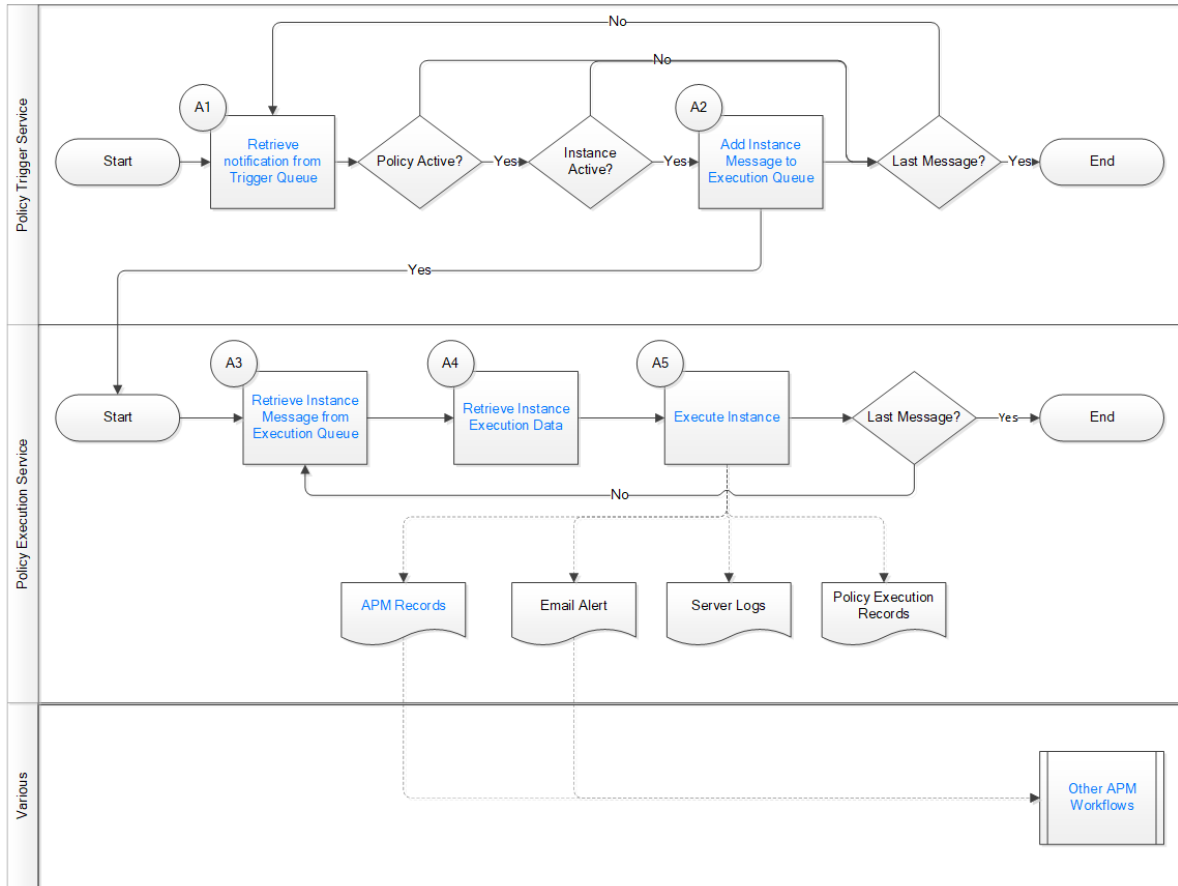 Policy Trigger Service
No
No
A1
A2
Start
Retrieve
notification from
Trigger Queue
Policy Active?
Yes
Instance
Active?
Yes
Add Instance
Message to
Execution Queue
Last Message?
Yes
End
Yes
Policy Execution Service
A3
A4
A5
Start
Retrieve Instance
Message from
Execution Queue
Retrieve Instance
Execution Data
Execute Instance
Last Message?
Yes
End
No
APM Records
Email Alert
Server Logs
Policy Execution
Records
Various
Other APM
Workflows